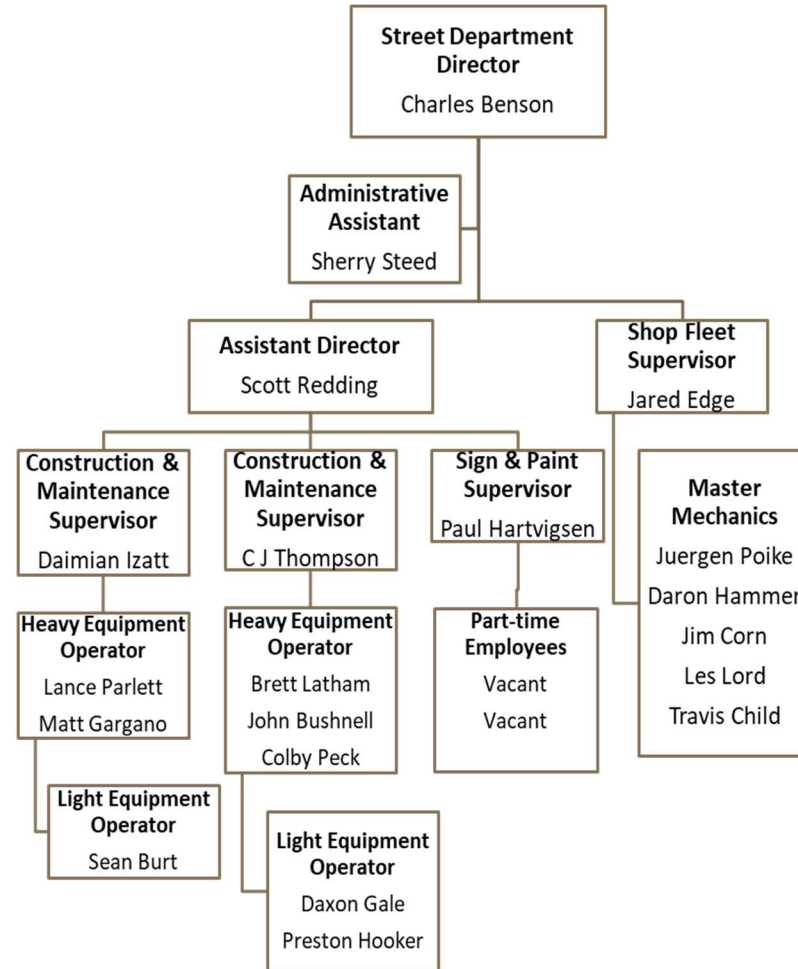 Street Department
Director
Charles Benson
Administrative
Assistant
Sherry Steed
Assistant Director
Scott Redding
Shop Fleet
Supervisor
Jared Edge
Construction &
Maintenance
Supervisor
Daimian Izatt
Construction &
Maintenance
Supervisor
C J Thompson
Sign & Paint
Supervisor
Paul Hartvigsen
Master
Mechanics
Juergen Poike
Daron Hammer
Jim Corn
Les Lord
Travis Child
Heavy Equipment
Operator
Lance Parlett
Matt Gargano
Heavy Equipment
Operator
Brett Latham
John Bushnell
Colby Peck
Part-time
Employees
Vacant
Vacant
Light Equipment
Operator
Sean Burt
Light Equipment
Operator
Daxon Gale
Preston Hooker